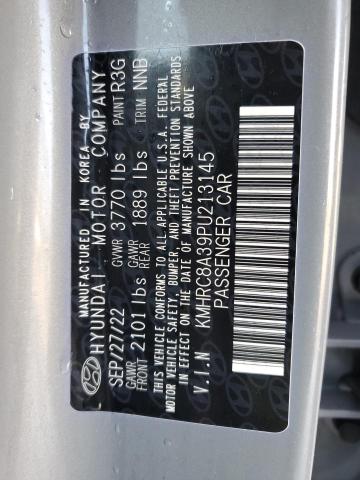 MANUFACTURED IN KOREA BY
HYUNDAI MOTOR COMPANY
SEP/27/22 GVWR 3770 lbs PAINT R3G
GAWR FRONT 2101 lbs GAWR REAR 1889 lbs TRIM NNB
THIS VEHICLE CONFORMS TO ALL APPLICABLE U.S.A. FEDERAL
MOTOR VEHICLE SAFETY, BUMPER, AND THEFT PREVENTION STANDARDS
IN EFFECT ON THE DATE OF MANUFACTURE SHOWN ABOVE.
V.I.N KMHRC8A39PU213145
PASSENGER CAR